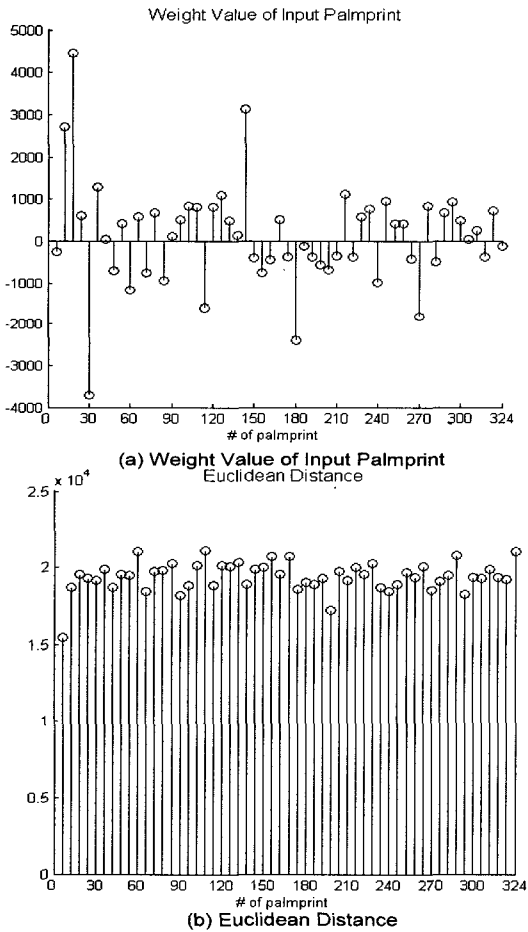 Weight Value of Input Palmprint
5000
4000
3000
2000
1000
0
-1000
-2000
-3000
-4000
0 30 60 90 120 150 180 210 240 270 300 324
# of palmprint
(a) Weight Value of Input Palmprint
Euclidean Distance
x 10^4
2.5
2
1.5
1
0.5
0
0 30 60 90 120 150 180 210 240 270 300 324
# of palmprint
(b) Euclidean Distance